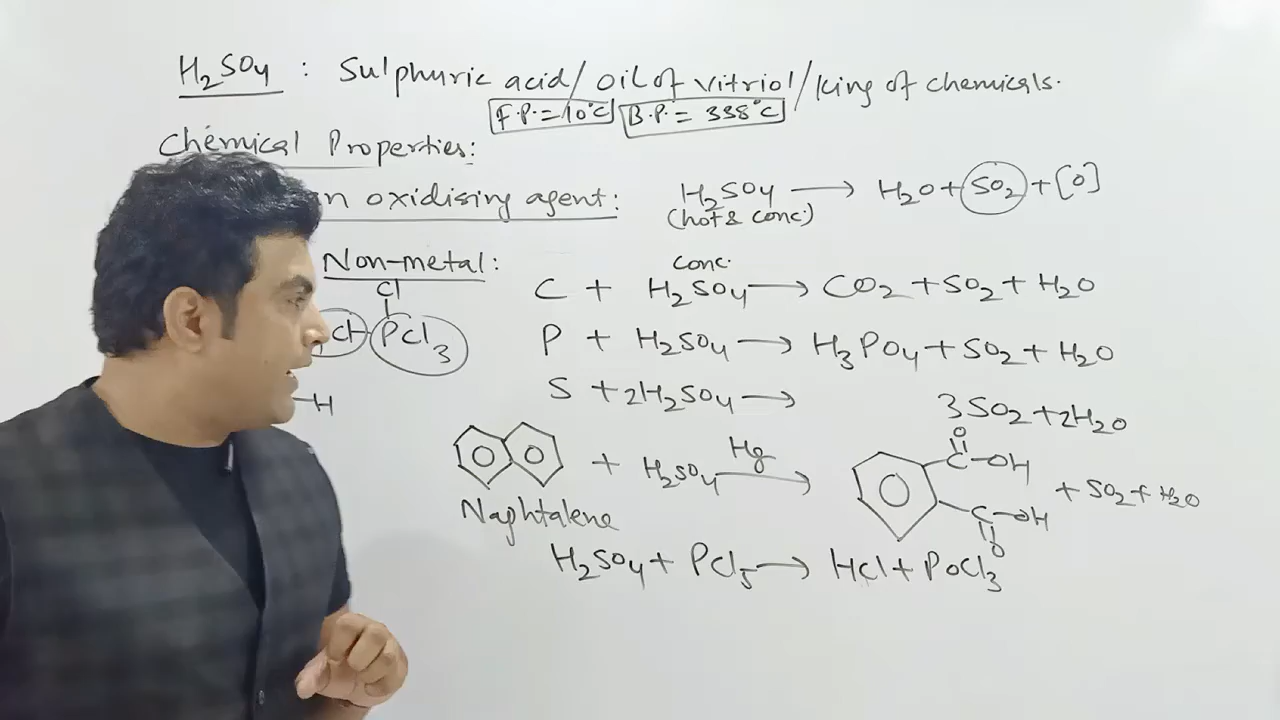 H₂SO₄ : Sulphuric acid/oil of vitriol/king of chemicals.
F.P. = 10°C B.P. = 338°C
Chemical Properties:
n oxidising agent: H₂SO₄ → H₂O + SO₂ + [O]
(hot & conc.)
Non-metal:
conc.
C + H₂SO₄ → CO₂ + SO₂ + H₂O
Cl
Cl PCl₃
P + H₂SO₄ → H₃PO₄ + SO₂ + H₂O
-H
S + 2H₂SO₄ → 3SO₂ + 2H₂O
Hg
O
C-OH
+ H₂SO₄ → + SO₂ + H₂O
C-OH
O
Naphtalene
H₂SO₄ + PCl₅ → HCl + POCl₃